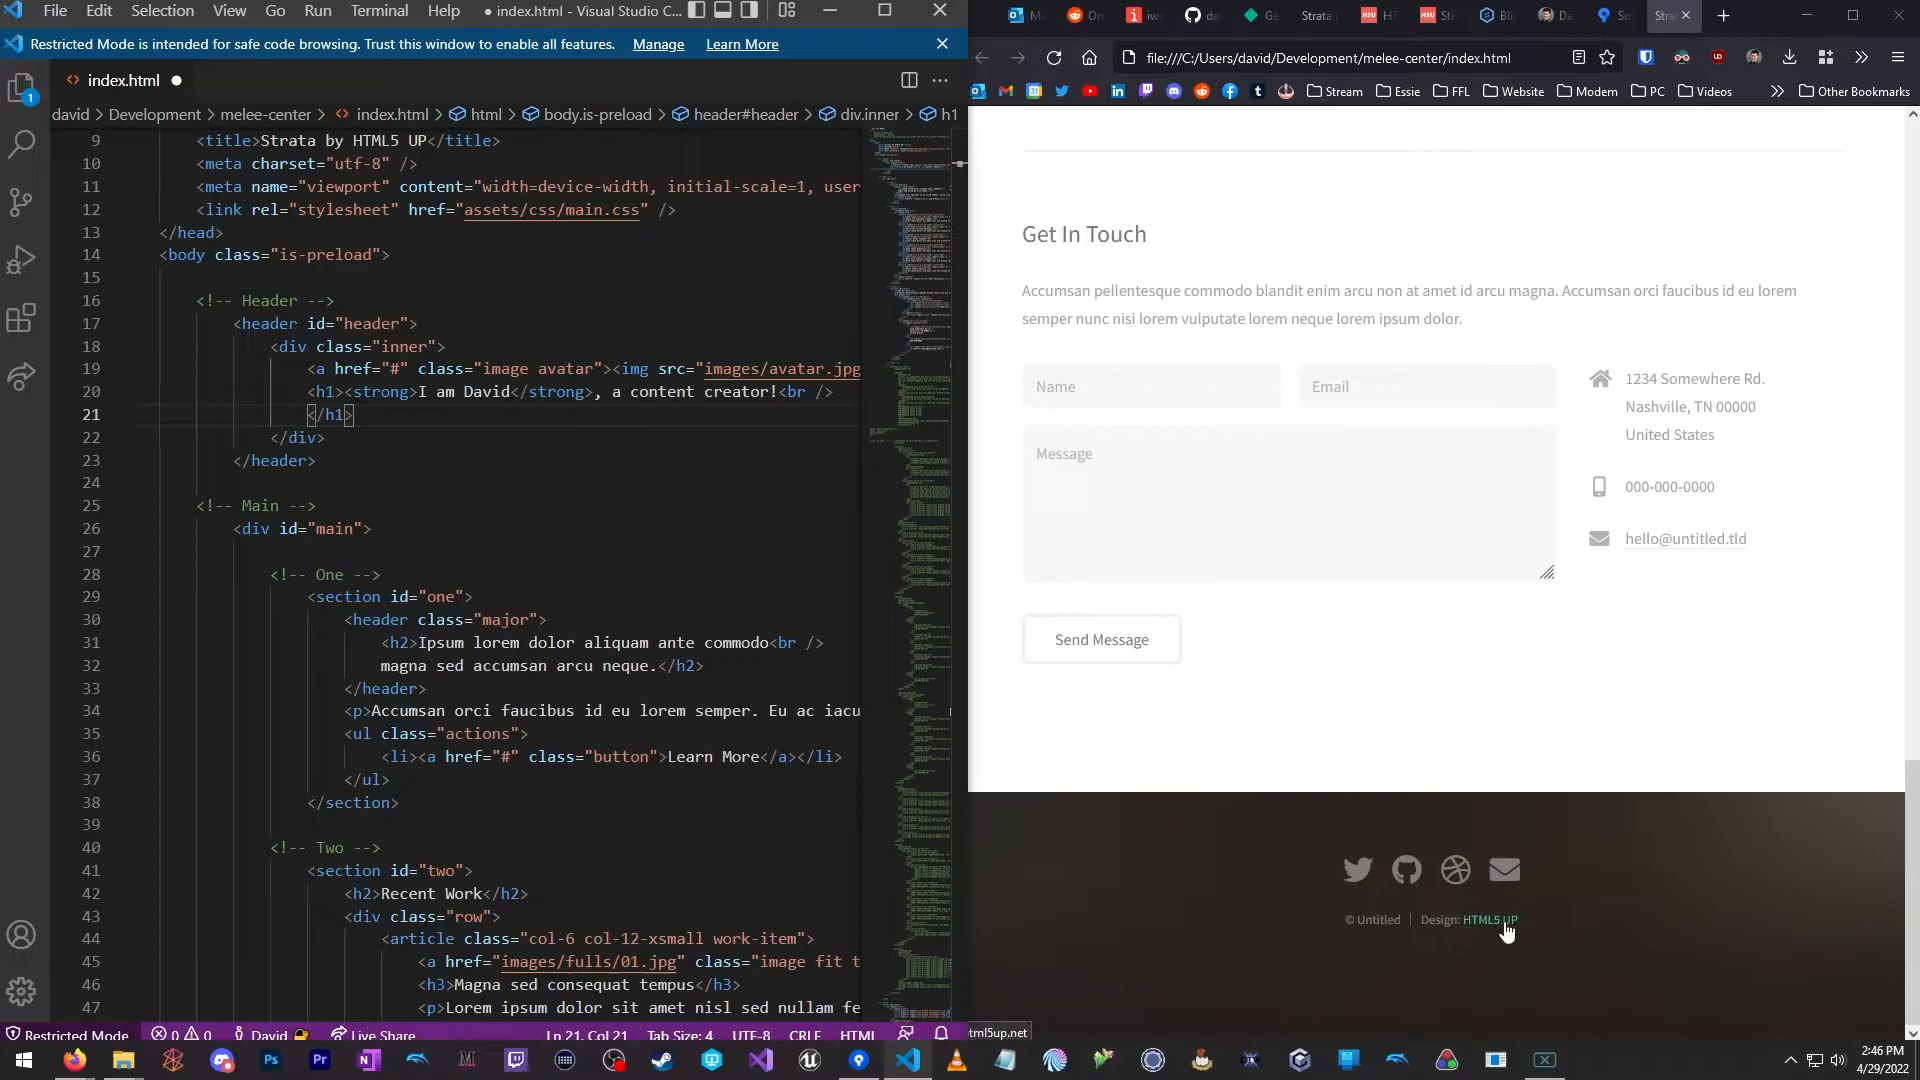 File Edit Selection View Go Run Terminal Help ● index.html - Visual Studio C...
Restricted Mode is intended for safe code browsing. Trust this window to enable all features. Manage Learn More
index.html
david > Development > melee-center > index.html > html > body.is-preload > header#header > div.inner > h1
9 <title>Strata by HTML5 UP</title>
10 <meta charset="utf-8" />
11 <meta name="viewport" content="width=device-width, initial-scale=1, user
12 <link rel="stylesheet" href="assets/css/main.css" />
13 </head>
14 <body class="is-preload">
15
16 <!-- Header -->
17 <header id="header">
18 <div class="inner">
19 <a href="#" class="image avatar"><img src="images/avatar.jpg
20 <h1><strong>I am David</strong>, a content creator!<br />
21 </h1>
22 </div>
23 </header>
24
25 <!-- Main -->
26 <div id="main">
27
28 <!-- One -->
29 <section id="one">
30 <header class="major">
31 <h2>Ipsum lorem dolor aliquam ante commodo<br />
32 magna sed accumsan arcu neque.</h2>
33 </header>
34 <p>Accumsan orci faucibus id eu lorem semper. Eu ac iacu
35 <ul class="actions">
36 <li><a href="#" class="button">Learn More</a></li>
37 </ul>
38 </section>
39
40 <!-- Two -->
41 <section id="two">
42 <h2>Recent Work</h2>
43 <div class="row">
44 <article class="col-6 col-12-xsmall work-item">
45 <a href="images/fulls/01.jpg" class="image fit t
46 <h3>Magna sed consequat tempus</h3>
47 <p>Lorem ipsum dolor sit amet nisl sed nullam fe
1
Restricted Mode 0 0 David Live Share Ln 21, Col 21 Tab Size: 4 UTF-8 CRLF HTML
Strata
file:///C:/Users/david/Development/melee-center/index.html
Stream Essie FFL Website Modem PC Videos Other Bookmarks
Get In Touch
Accumsan pellentesque commodo blandit enim arcu non at amet id arcu magna. Accumsan orci faucibus id eu lorem
semper nunc nisi lorem vulputate lorem neque lorem ipsum dolor.
Name
Email
Message
Send Message
1234 Somewhere Rd.
Nashville, TN 00000
United States
000-000-0000
hello@untitled.tld
© Untitled | Design: HTML5 UP
tml5up.net
2:46 PM
4/29/2022